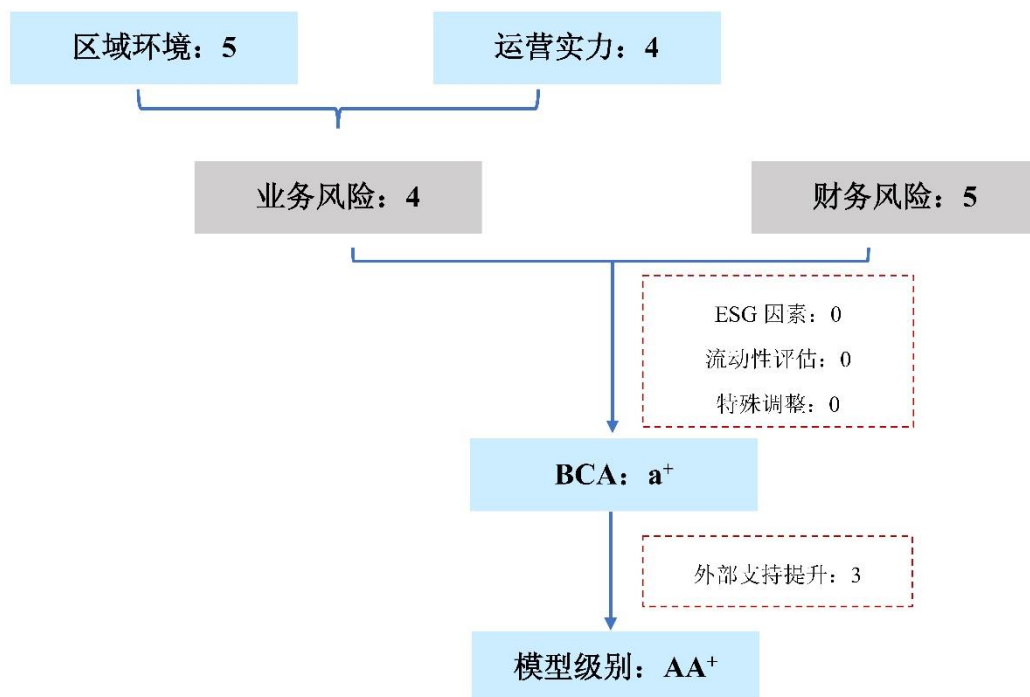 区域环境：5
运营实力：4
业务风险：4
财务风险：5
ESG 因素：0
流动性评估：0
特殊调整：0
BCA：a⁺
外部支持提升：3
模型级别：AA⁺